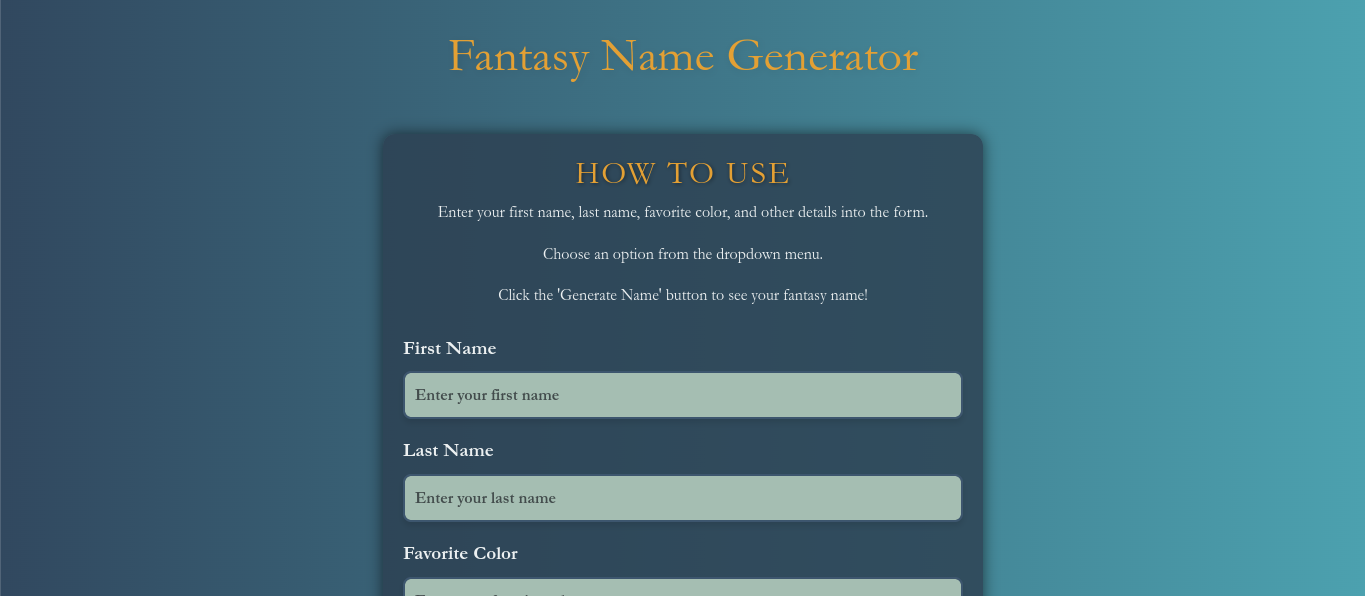 Fantasy Name Generator
HOW TO USE
Enter your first name, last name, favorite color, and other details into the form.
Choose an option from the dropdown menu.
Click the 'Generate Name' button to see your fantasy name!
First Name
Enter your first name
Last Name
Enter your last name
Favorite Color